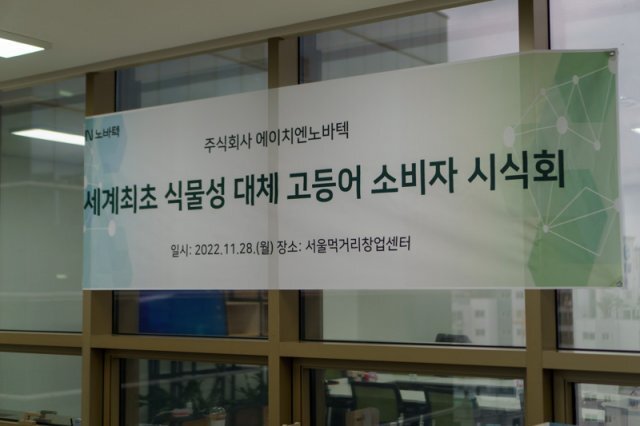 N 노바텍
주식회사 에이치엔노바텍
세계최초 식물성 대체 고등어 소비자 시식회
일시: 2022.11.28.(월) 장소: 서울먹거리창업센터